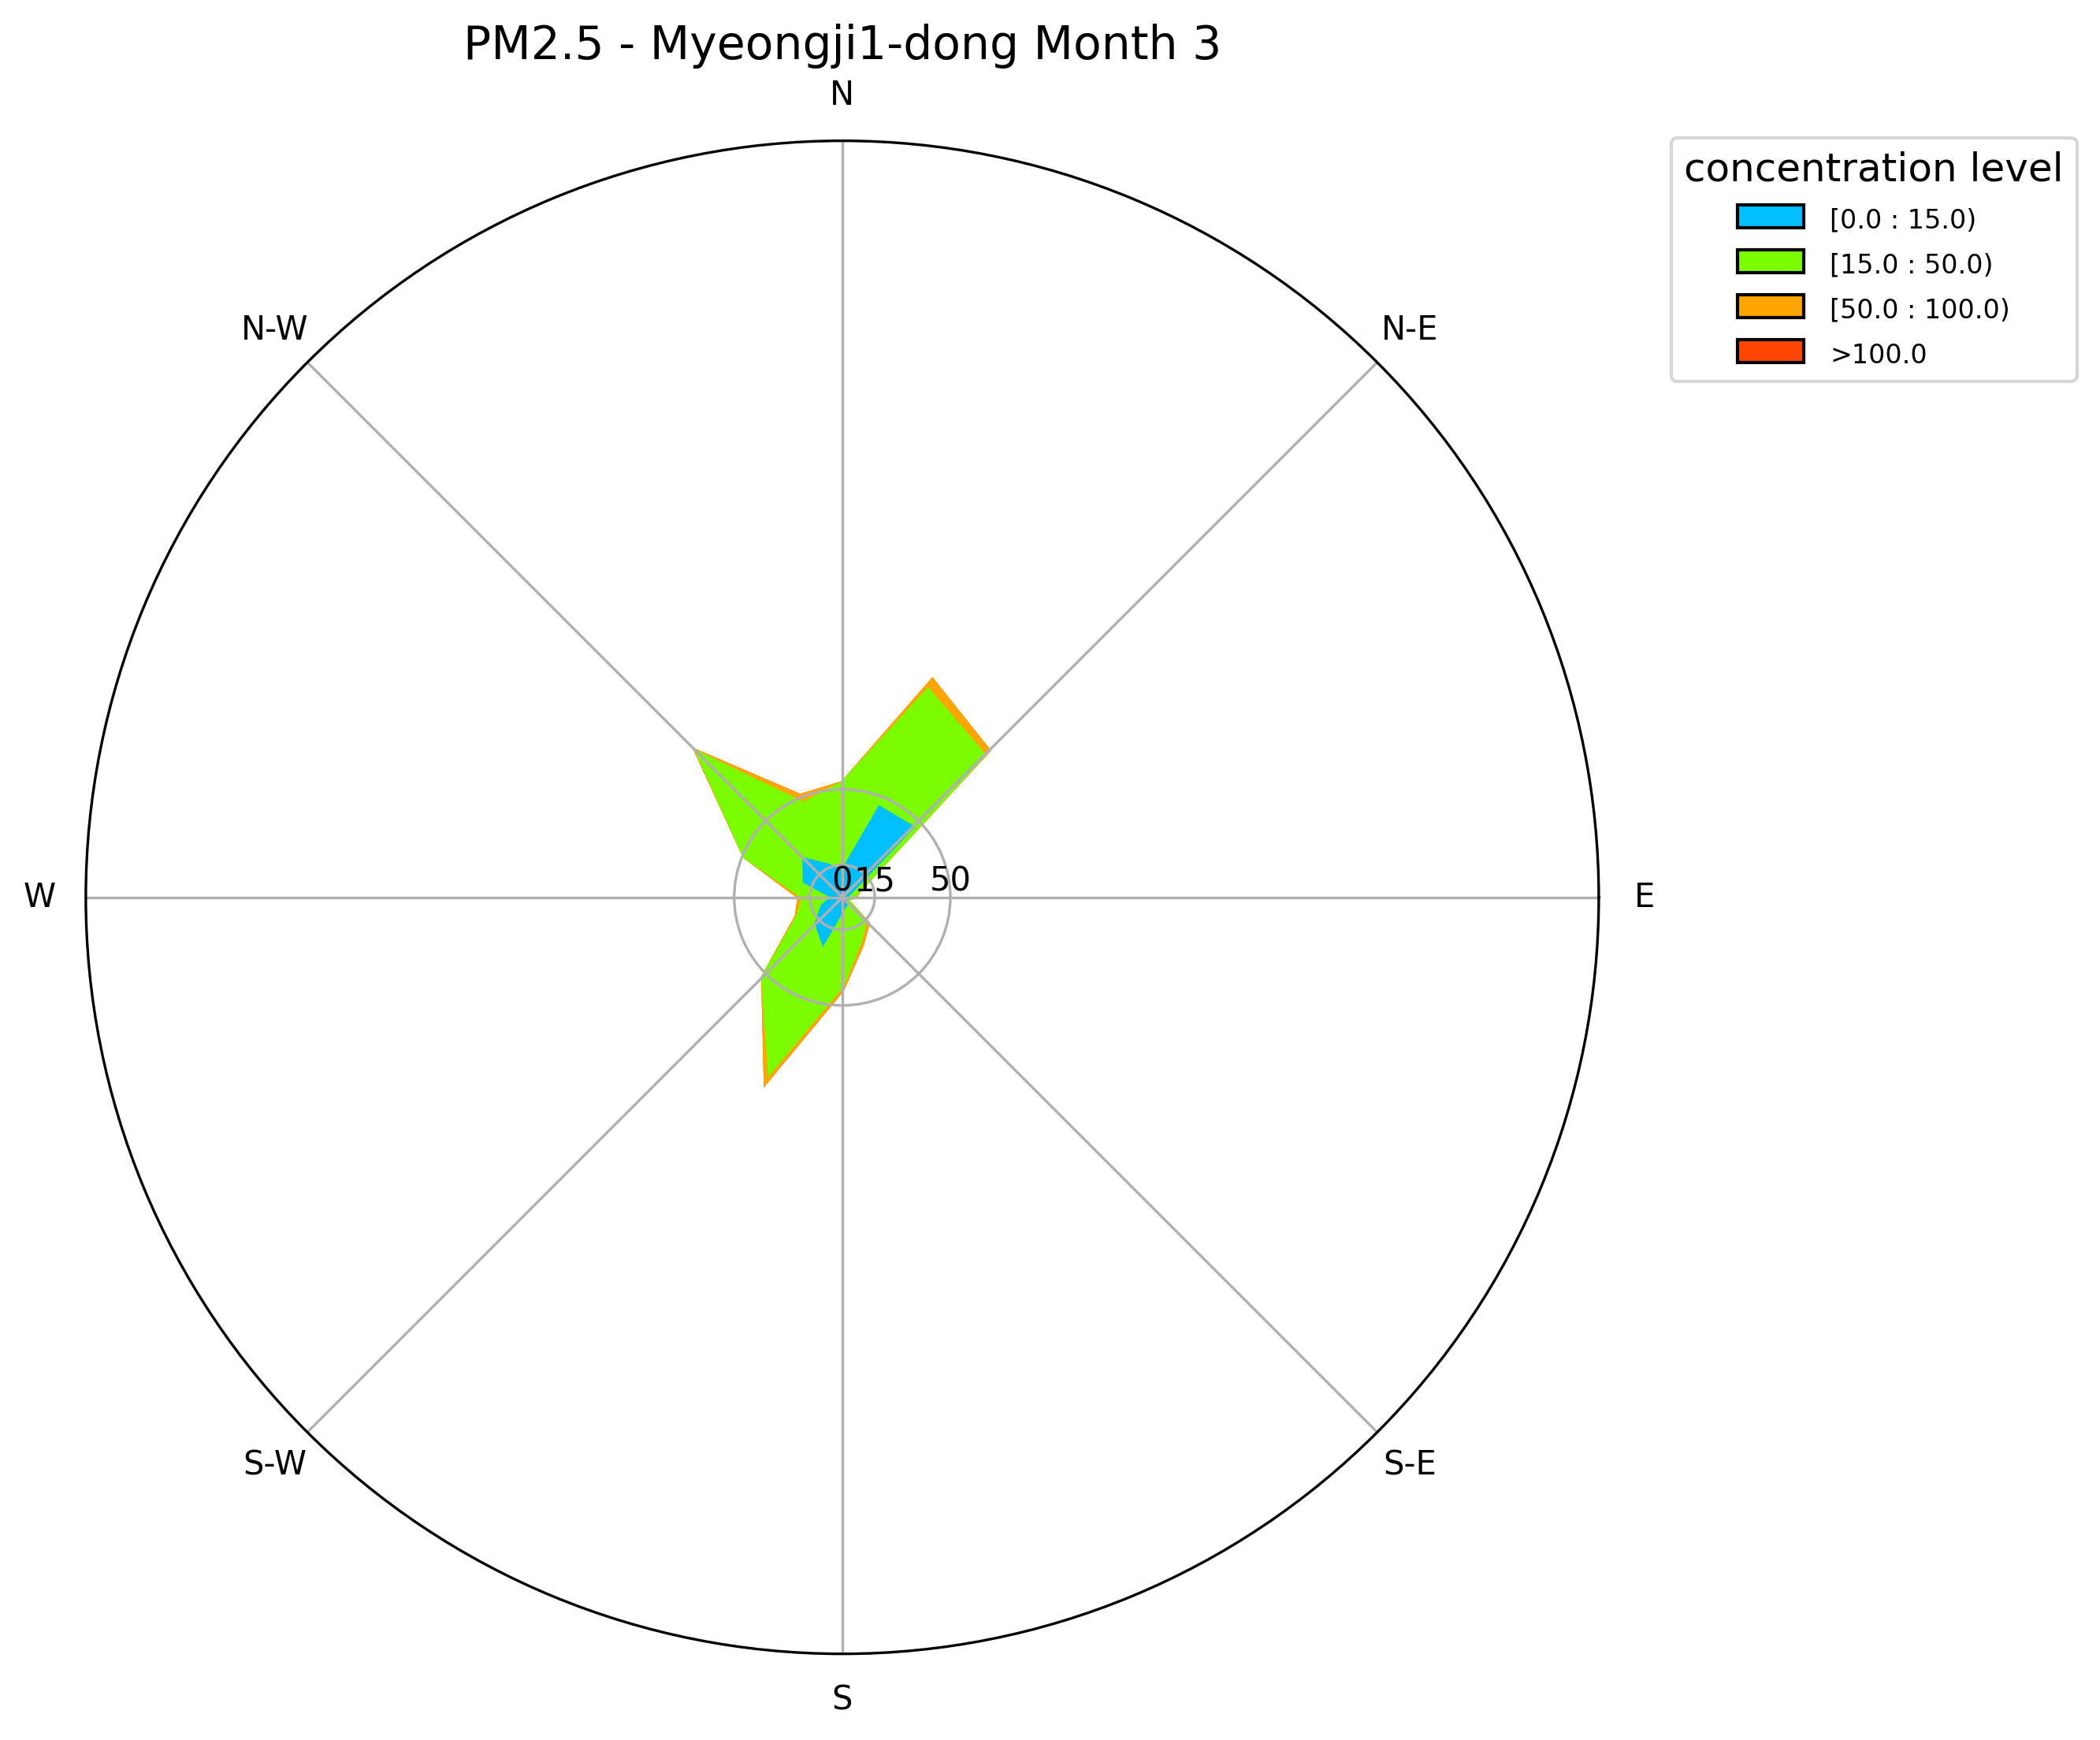 PM2.5 - Myeongji1-dong Month 3
N
concentration level
[0.0 : 15.0)
[15.0 : 50.0)
[50.0 : 100.0)
>100.0
N-W
N-E
0
15
50
W
E
S-W
S-E
S